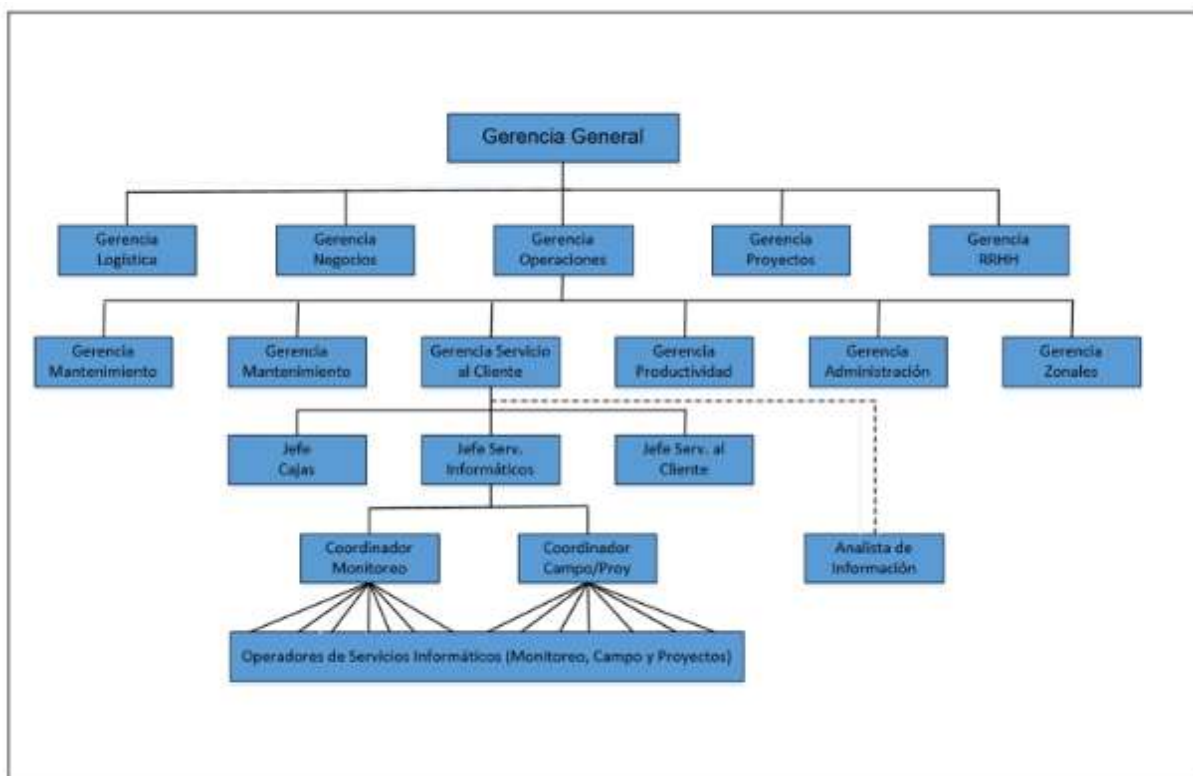 Gerencia General
Gerencia
Logística
Gerencia
Negocios
Gerencia
Operaciones
Gerencia
Proyectos
Gerencia
RRHH
Gerencia
Mantenimiento
Gerencia
Mantenimiento
Gerencia Servicio
al Cliente
Gerencia
Productividad
Gerencia
Administración
Gerencia
Zonales
Jefe
Cajas
Jefe Serv.
Informáticos
Jefe Serv. al
Cliente
Coordinador
Monitoreo
Coordinador
Campo/Proy
Analista de
Información
Operadores de Servicios Informáticos (Monitoreo, Campo y Proyectos)